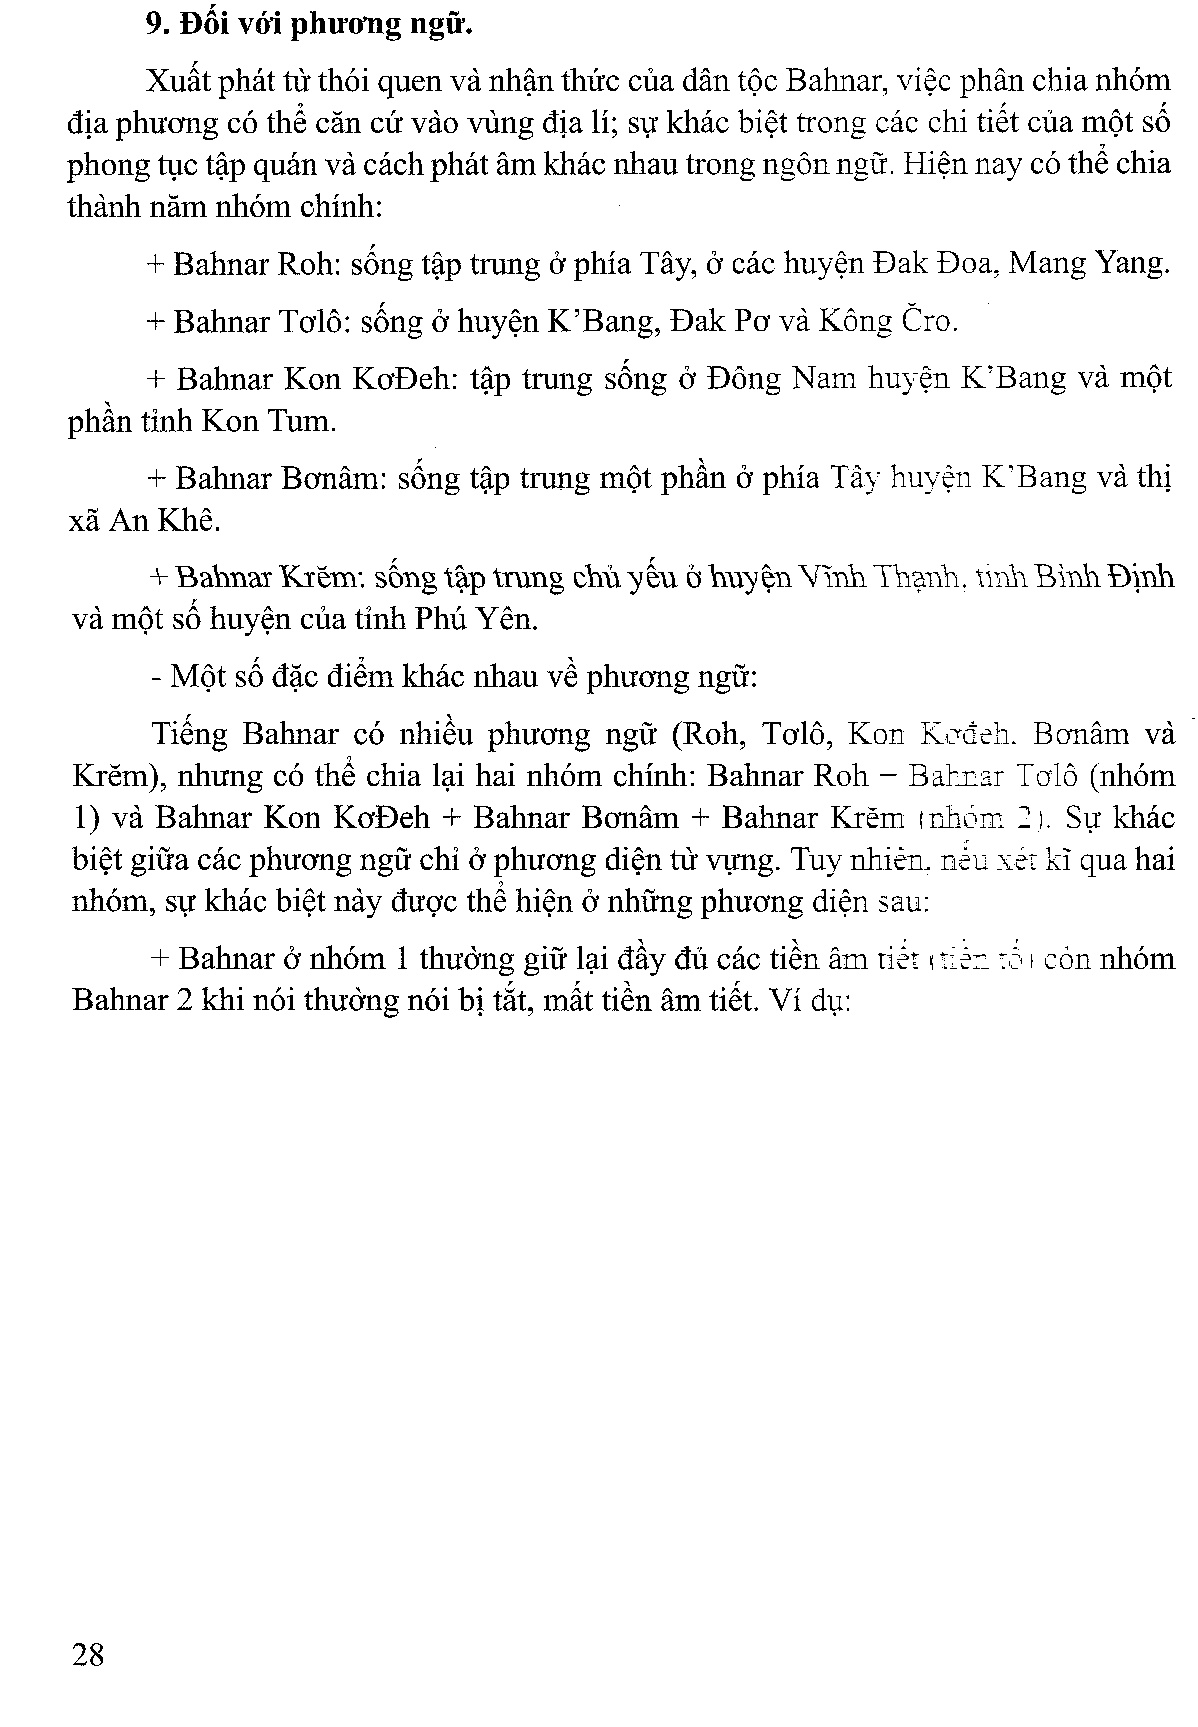 9. Đối với phương ngữ.
Xuất phát từ thói quen và nhận thức của dân tộc Bahnar, việc phân chia nhóm
địa phương có thể căn cứ vào vùng địa lí; sự khác biệt trong các chi tiết của một số
phong tục tập quán và cách phát âm khác nhau trong ngôn ngữ. Hiện nay có thể chia
thành năm nhóm chính:
+ Bahnar Roh: sống tập trung ở phía Tây, ở các huyện Đak Đoa, Mang Yang.
+ Bahnar Tơlô: sống ở huyện K’Bang, Đak Pơ và Kông Čro.
+ Bahnar Kon KơĐeh: tập trung sống ở Đông Nam huyện K’Bang và một
phần tỉnh Kon Tum.
+ Bahnar Bơnâm: sống tập trung một phần ở phía Tây huyện K’Bang và thị
xã An Khê.
+ Bahnar Krĕm: sống tập trung chủ yếu ở huyện Vĩnh Thạnh, tỉnh Bình Định
và một số huyện của tỉnh Phú Yên.
- Một số đặc điểm khác nhau về phương ngữ:
Tiếng Bahnar có nhiều phương ngữ (Roh, Tơlô, Kon Kơđeh, Bơnâm và
Krĕm), nhưng có thể chia lại hai nhóm chính: Bahnar Roh – Bahnar Tơlô (nhóm
1) và Bahnar Kon KơĐeh + Bahnar Bơnâm + Bahnar Krĕm (nhóm 2). Sự khác
biệt giữa các phương ngữ chỉ ở phương diện từ vựng. Tuy nhiên, nếu xét kĩ qua hai
nhóm, sự khác biệt này được thể hiện ở những phương diện sau:
+ Bahnar ở nhóm 1 thường giữ lại đầy đủ các tiền âm tiết (tiền tố) còn nhóm
Bahnar 2 khi nói thường nói bị tắt, mất tiền âm tiết. Ví dụ:
28